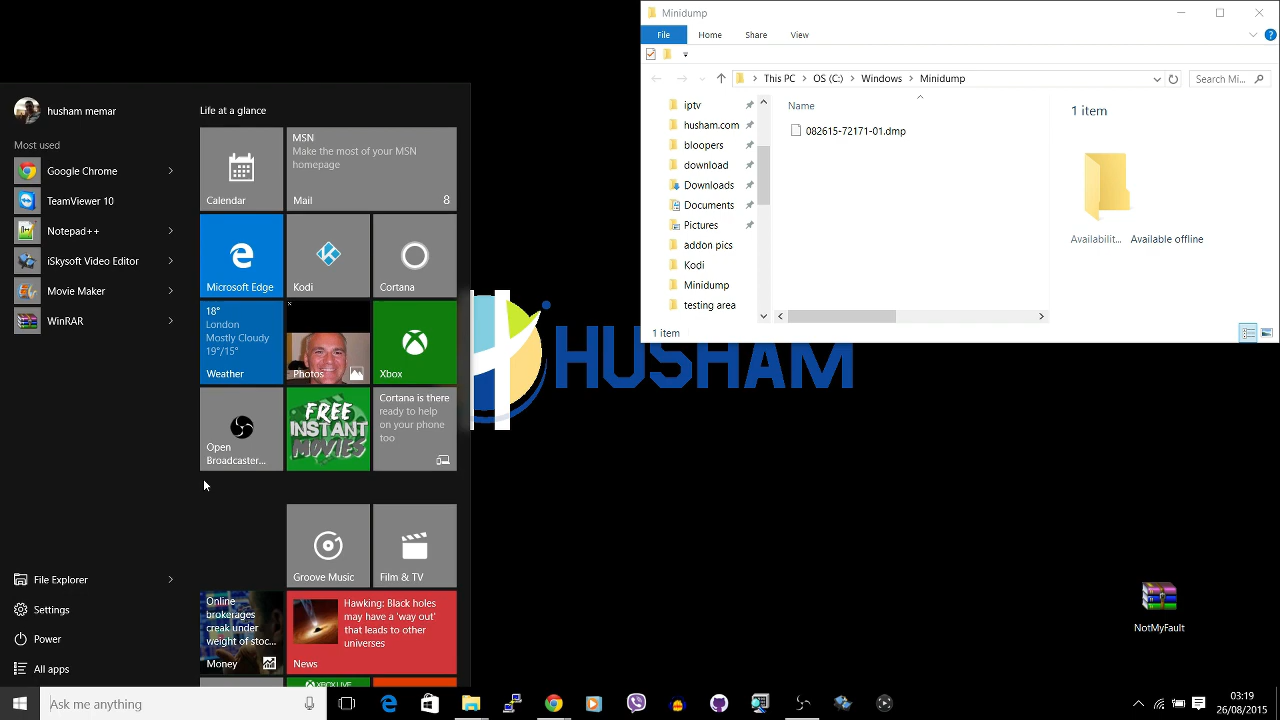 husham memar
Most used
Google Chrome
TeamViewer 10
Notepad++
iSkysoft Video Editor
Movie Maker
WinRAR
File Explorer
Settings
Power
All apps
Life at a glance
Calendar
MSN
Make the most of your MSN
homepage
Mail
8
Microsoft Edge
Kodi
Cortana
18°
London
Mostly Cloudy
19°/15°
Weather
Photos
Xbox
Open
Broadcaster...
FREE
INSTANT
MOVIES
Cortana is there
ready to help
on your phone
too
Groove Music
Film & TV
Online
brokerages
creak under
weight of stoc...
Money
Hawking: Black holes
may have a 'way out'
that leads to other
universes
News
XBOX LIVE
Minidump
File Home Share View
This PC > OS (C:) > Windows > Minidump
Search Mi...
iptv
husham.com
bloopers
download
Downloads
Documents
Pictures
addon pics
Kodi
Minidump
testing area
Name
082615-72171-01.dmp
1 item
Availabilit... Available offline
1 item
HUSHAM
NotMyFault
Ask me anything
03:19
26/08/2015